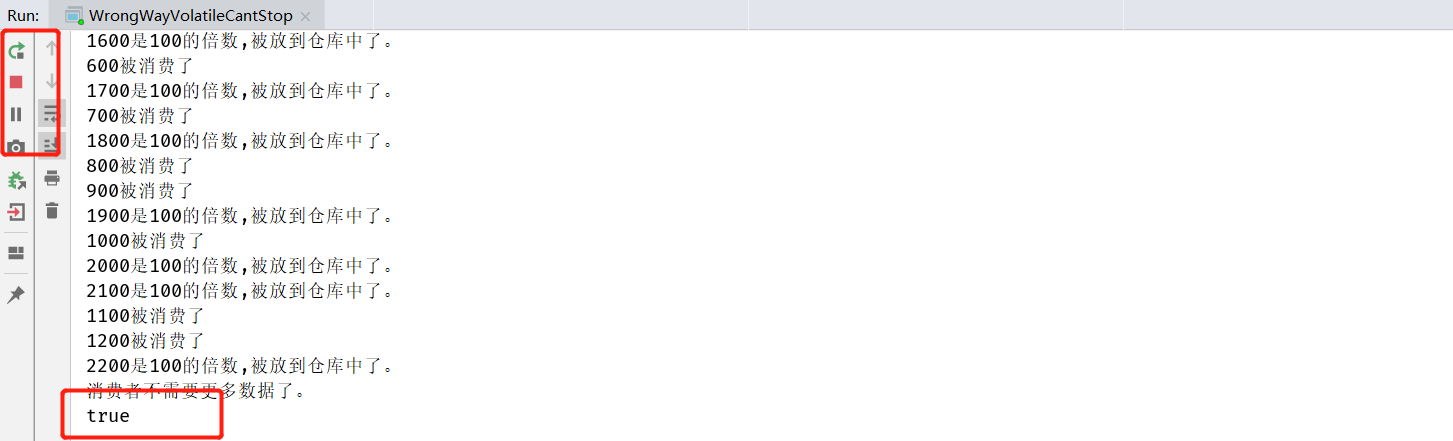 Run: WrongWayVolatileCantStop
1600是100的倍数,被放到仓库中了。
600被消费了
1700是100的倍数,被放到仓库中了。
700被消费了
1800是100的倍数,被放到仓库中了。
800被消费了
900被消费了
1900是100的倍数,被放到仓库中了。
1000被消费了
2000是100的倍数,被放到仓库中了。
2100是100的倍数,被放到仓库中了。
1100被消费了
1200被消费了
2200是100的倍数,被放到仓库中了。
消费者不需要更多数据了。
true